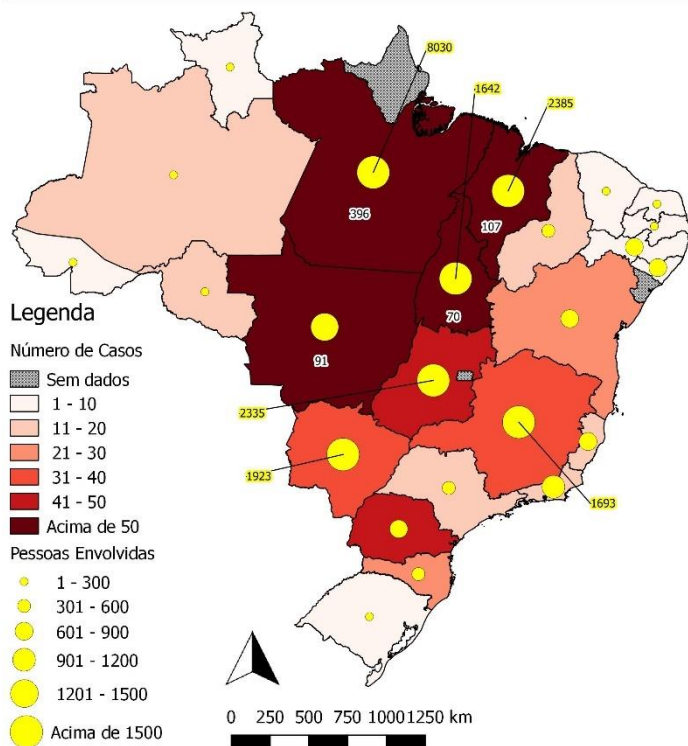 8030
1642
2385
396
107
70
91
2335
1923
1693
Legenda
Número de Casos
Sem dados
1 - 10
11 - 20
21 - 30
31 - 40
41 - 50
Acima de 50
Pessoas Envolvidas
1 - 300
301 - 600
601 - 900
901 - 1200
1201 - 1500
Acima de 1500
0 250 500 750 1000 1250 km